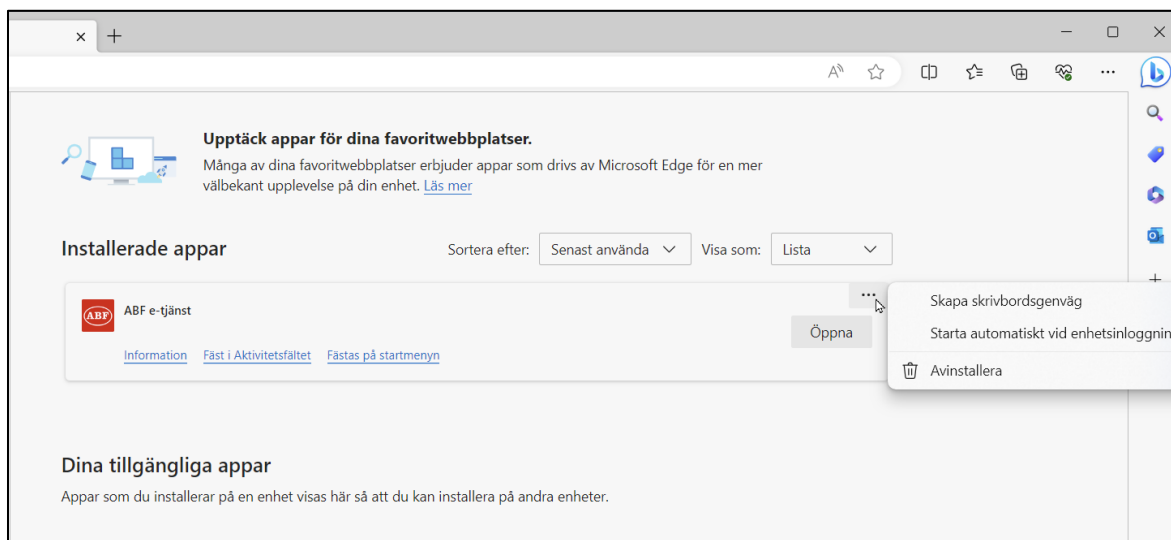 Upptäck appar för dina favoritwebbplatser.
Många av dina favoritwebbplatser erbjuder appar som drivs av Microsoft Edge för en mer
välbekant upplevelse på din enhet. Läs mer
Installerade appar
Sortera efter: Senast använda Visa som: Lista
ABF ABF e-tjänst
Öppna
Information Fäst i Aktivitetsfältet Fästas på startmenyn
Skapa skrivbordsgenväg
Starta automatiskt vid enhetsinloggnin
Avinstallera
Dina tillgängliga appar
Appar som du installerar på en enhet visas här så att du kan installera på andra enheter.